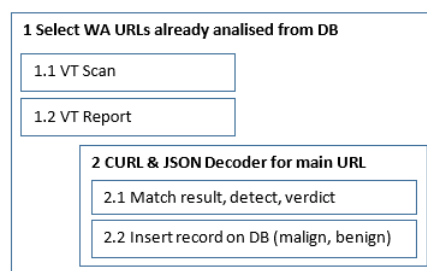 1 Select WA URLs already analised from DB
1.1 VT Scan
1.2 VT Report
2 CURL & JSON Decoder for main URL
2.1 Match result, detect, verdict
2.2 Insert record on DB (malign, benign)